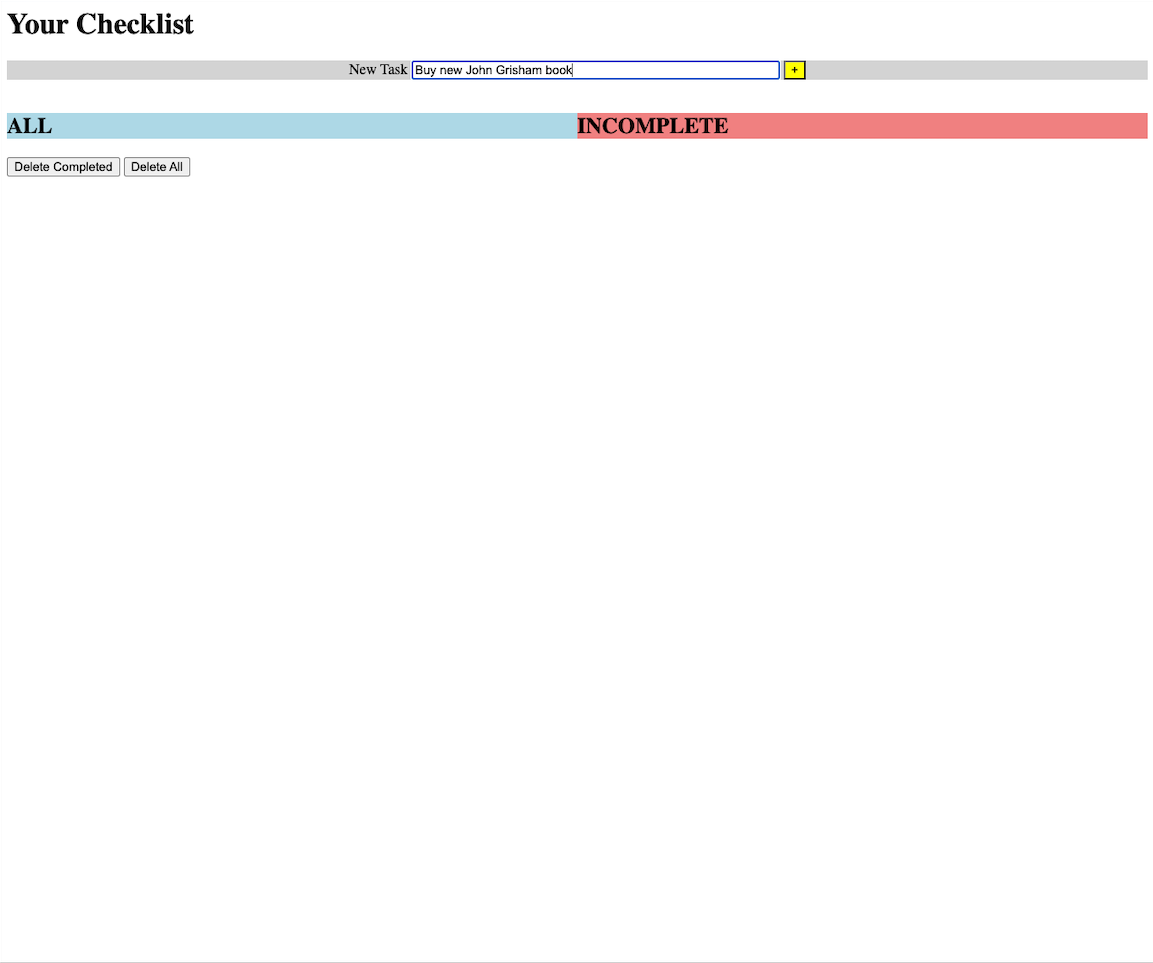 Your Checklist
New Task Buy new John Grisham book +
ALL INCOMPLETE
Delete Completed Delete All